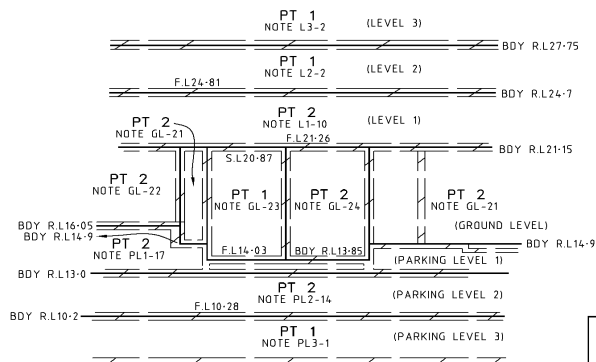 PT 1 (LEVEL 3)
NOTE L3-2
BDY R.L27·75
PT 1 (LEVEL 2)
NOTE L2-2
F.L24·81
BDY R.L24·7
PT 2 (LEVEL 1)
NOTE L1-10
PT 2
NOTE GL-21
F.L21·26
BDY R.L21·15
S.L20·87
PT 2
NOTE GL-22
PT 1
NOTE GL-23
PT 2
NOTE GL-24
PT 2
NOTE GL-21
(GROUND LEVEL)
BDY R.L16·05
BDY R.L14·9
PT 2
NOTE PL1-17
F.L14·03
BDY R.L13·85
BDY R.L14·9
(PARKING LEVEL 1)
BDY R.L13·0
PT 2
NOTE PL2-14
(PARKING LEVEL 2)
F.L10·28
BDY R.L10·2
PT 1
NOTE PL3-1
(PARKING LEVEL 3)